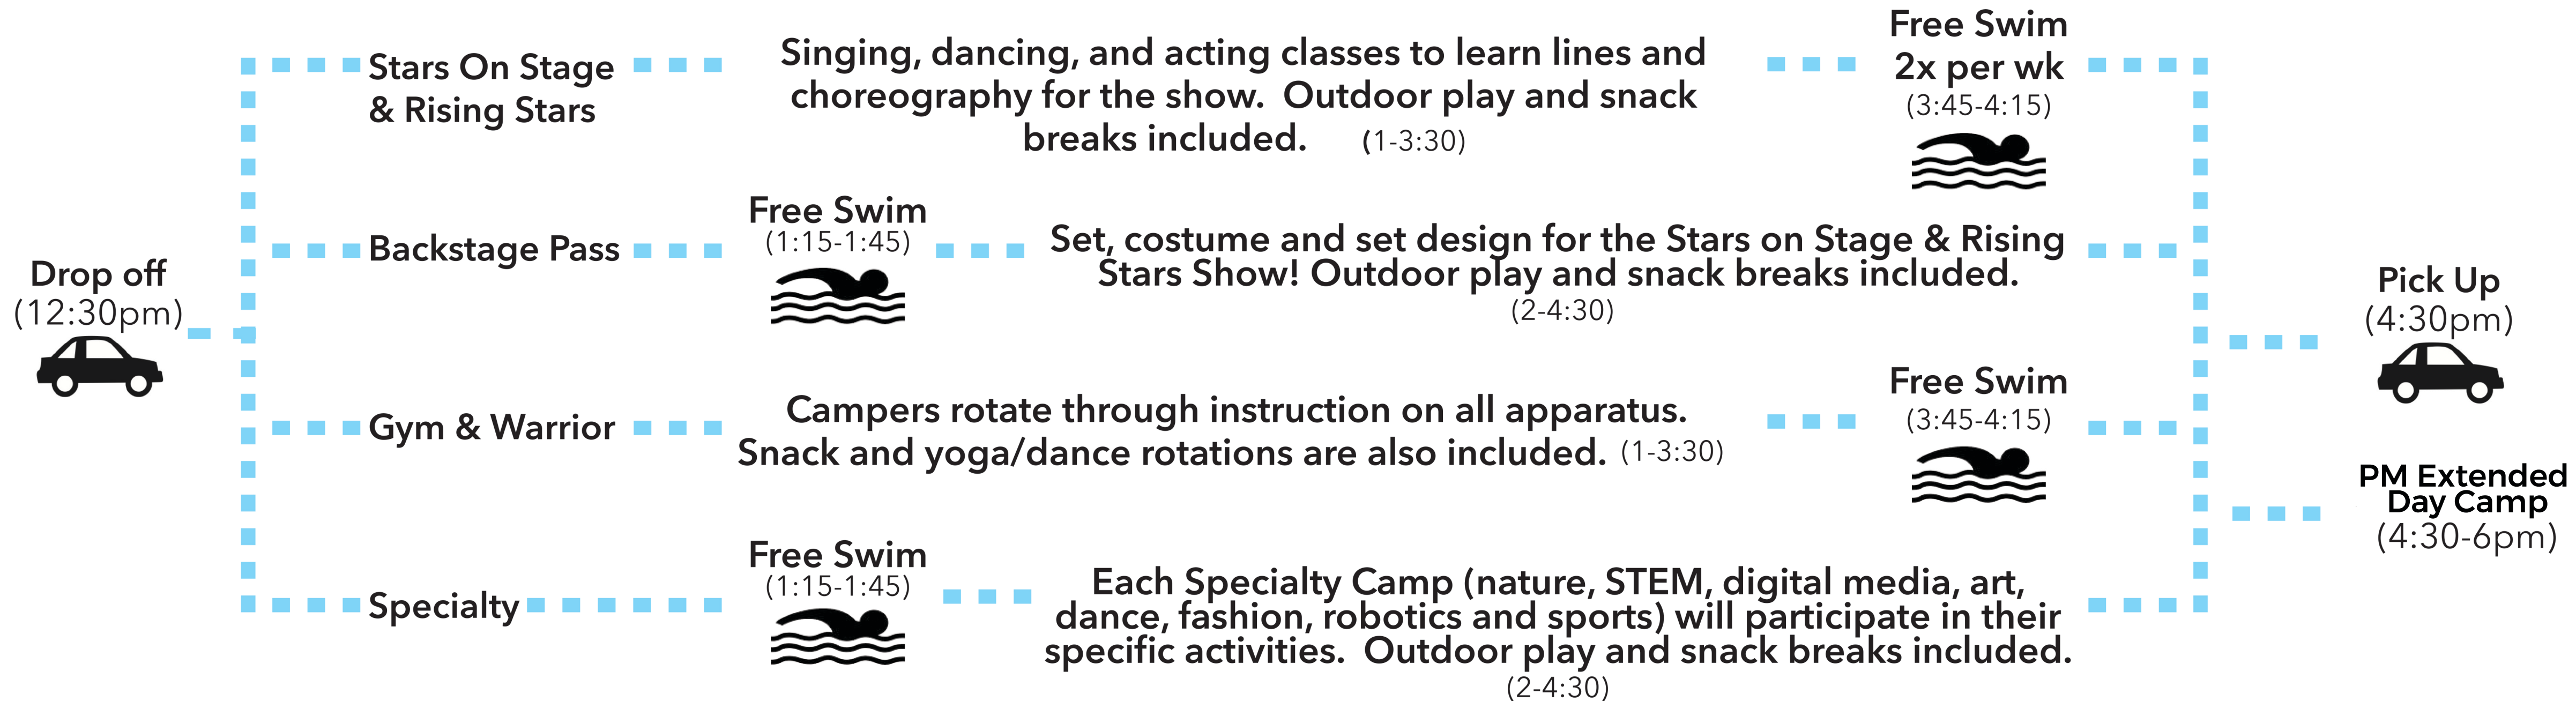 Drop off
(12:30pm)
Stars On Stage
& Rising Stars
Singing, dancing, and acting classes to learn lines and
choreography for the show. Outdoor play and snack
breaks included. (1-3:30)
Free Swim
2x per wk
(3:45-4:15)
Backstage Pass
Free Swim
(1:15-1:45)
Set, costume and set design for the Stars on Stage & Rising
Stars Show! Outdoor play and snack breaks included.
(2-4:30)
Gym & Warrior
Campers rotate through instruction on all apparatus.
Snack and yoga/dance rotations are also included. (1-3:30)
Free Swim
(3:45-4:15)
Specialty
Free Swim
(1:15-1:45)
Each Specialty Camp (nature, STEM, digital media, art,
dance, fashion, robotics and sports) will participate in their
specific activities. Outdoor play and snack breaks included.
(2-4:30)
Pick Up
(4:30pm)
PM Extended
Day Camp
(4:30-6pm)